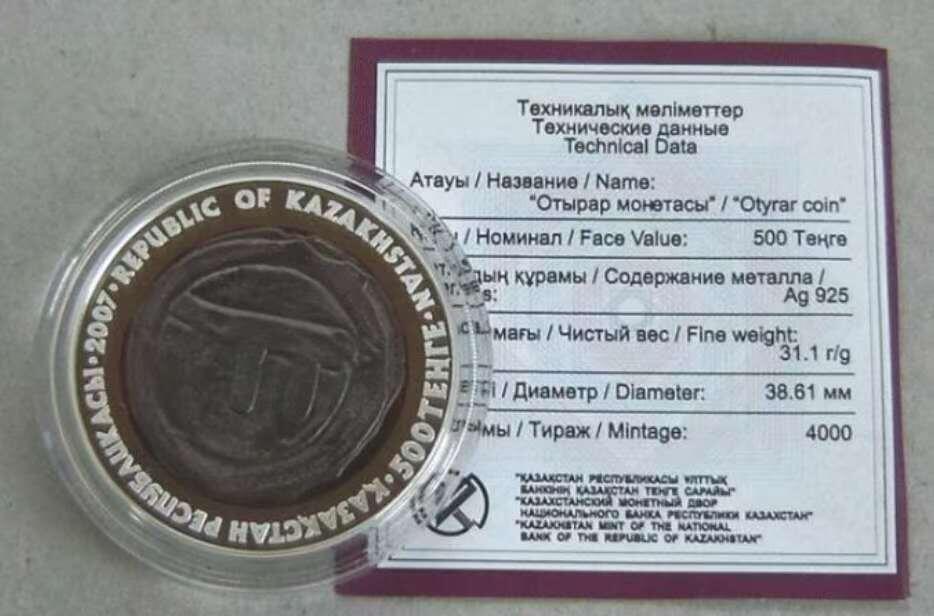 REPUBLIC OF KAZAKHSTAN · 500 ТЕНГЕ · ҚАЗАҚСТАН РЕСПУБЛИКАСЫ · 2007 ·
Техникалық мәліметтер
Технические данные
Technical Data
Атауы / Название / Name:
"Отырар монетасы" / "Otyrar coin"
/ Номинал / Face Value: 500 Теңге
құрамы / Содержание металла /
Ag 925
/ Чистый вес / Fine weight:
31.1 г/g
/ Диаметр / Diameter: 38.61 мм
/ Тираж / Mintage: 4000
"ҚАЗАҚСТАН РЕСПУБЛИКАСЫ ҰЛТТЫҚ
БАНКІНІҢ ҚАЗАҚСТАН ТЕҢГЕ САРАЙЫ"
"КАЗАХСТАНСКИЙ МОНЕТНЫЙ ДВОР
НАЦИОНАЛЬНОГО БАНКА РЕСПУБЛИКИ КАЗАХСТАН"
"KAZAKHSTAN MINT OF THE NATIONAL
BANK OF THE REPUBLIC OF KAZAKHSTAN"